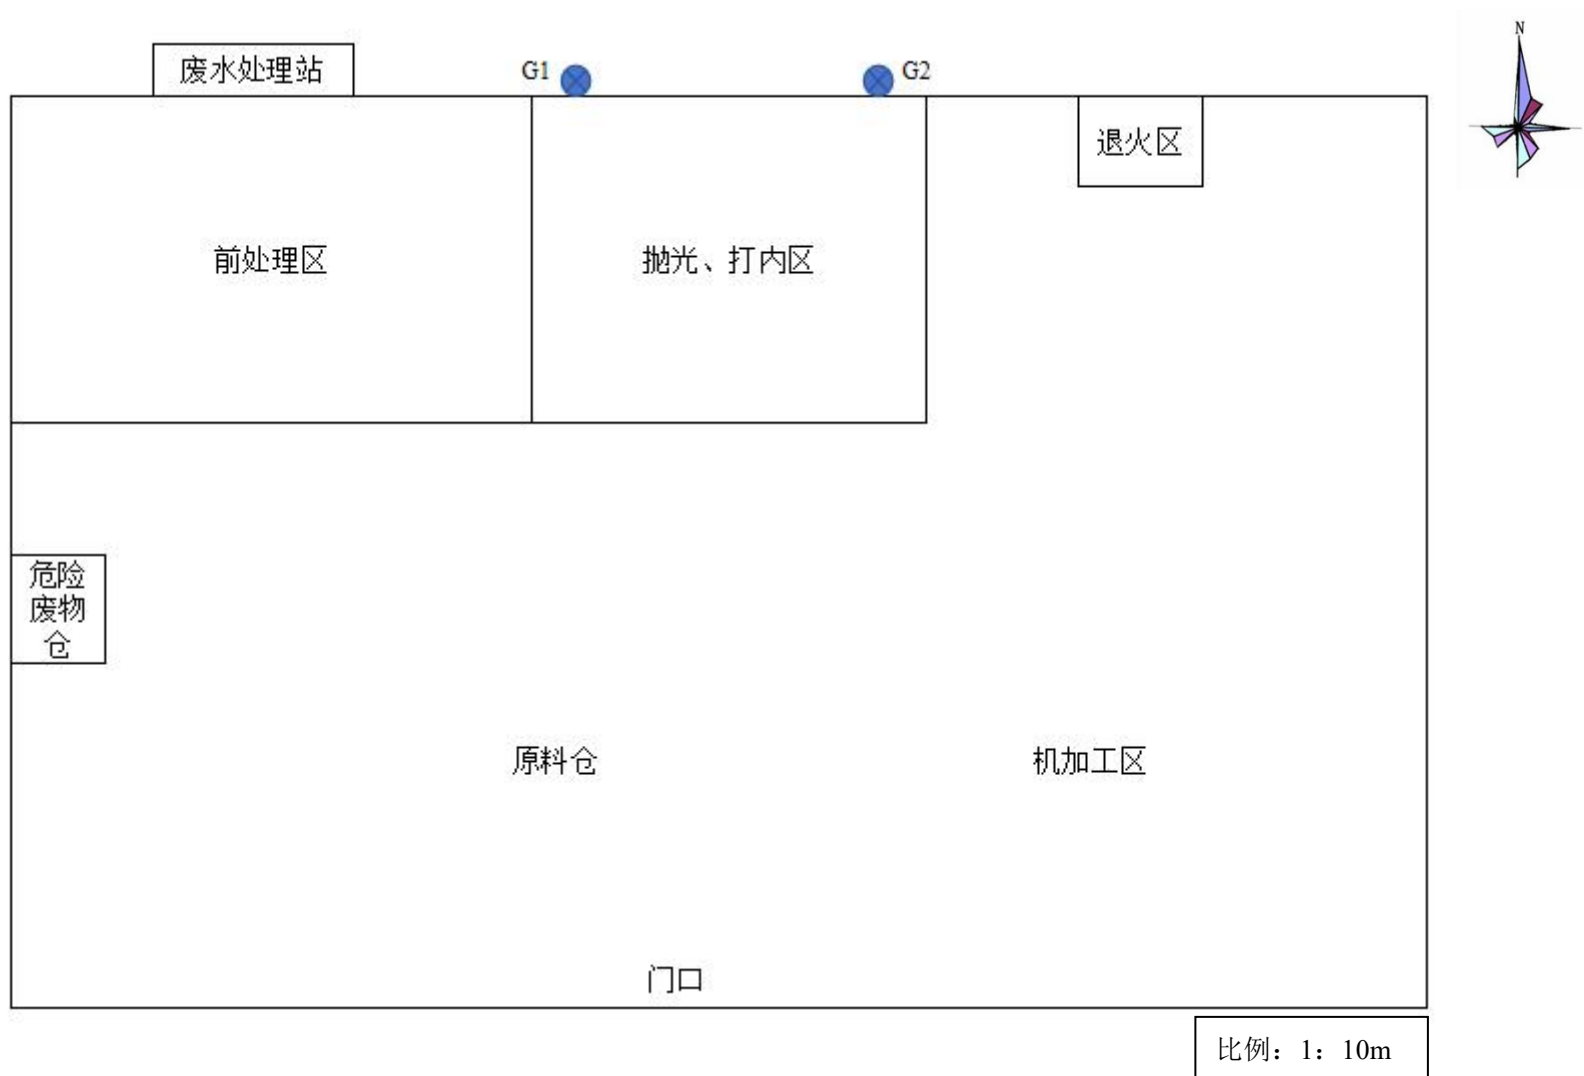 N
废水处理站
G1
G2
退火区
前处理区
抛光、打内区
危险
废物
仓
原料仓
机加工区
门口
比例：1：10m